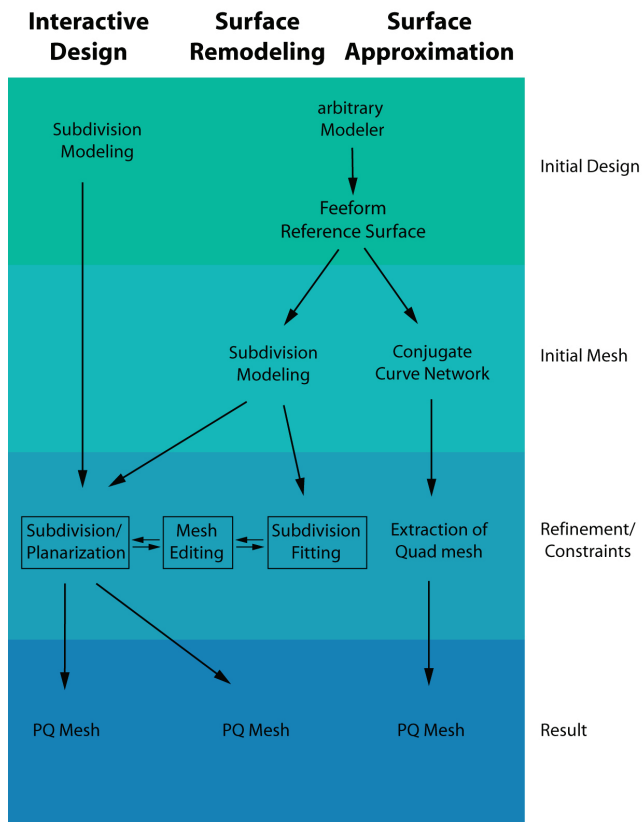 Interactive
Design
Surface
Remodeling
Surface
Approximation
Subdivision
Modeling
arbitrary
Modeler
Initial Design
Feeform
Reference Surface
Subdivision
Modeling
Conjugate
Curve Network
Initial Mesh
Subdivision/
Planarization
Mesh
Editing
Subdivision
Fitting
Extraction of
Quad mesh
Refinement/
Constraints
PQ Mesh
PQ Mesh
PQ Mesh
Result